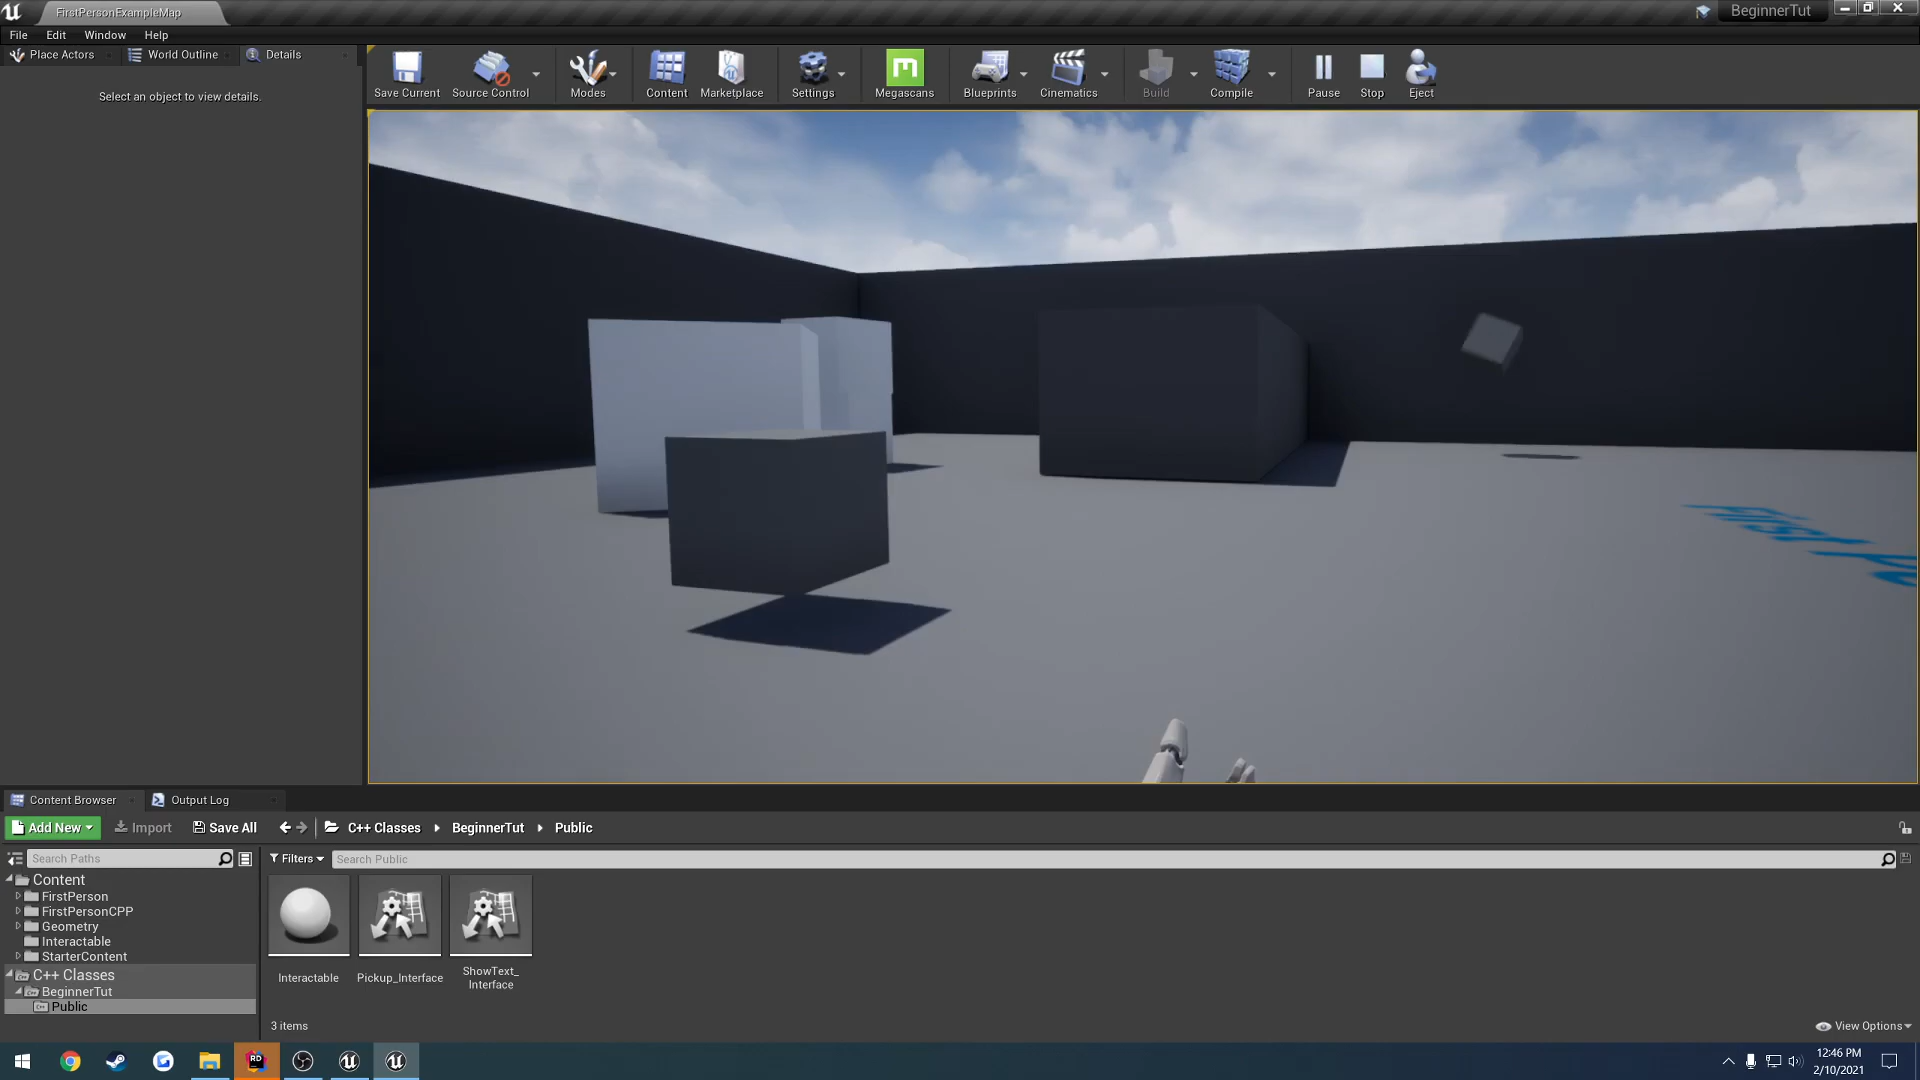 FirstPersonExampleMap
BeginnerTut
File Edit Window Help
Place Actors World Outline Details
Select an object to view details.
Save Current Source Control Modes Content Marketplace Settings Megascans Blueprints Cinematics Build Compile Pause Stop Eject
Content Browser Output Log
Add New Import Save All C++ Classes BeginnerTut Public
Search Paths Filters Search Public
Content
FirstPerson
FirstPersonCPP
Geometry
Interactable
StarterContent
C++ Classes
BeginnerTut
Public
Interactable
Pickup_Interface
ShowText_
Interface
3 items
View Options
RD
12:46 PM
2/10/2021